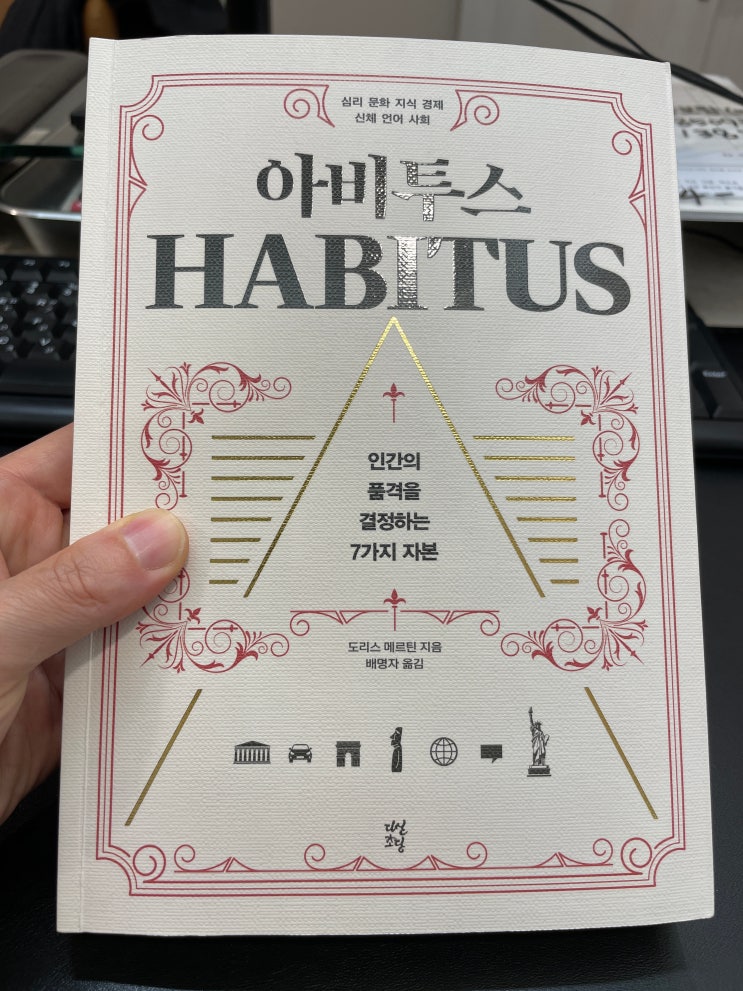 심리 문화 지식 경제
신체 언어 사회
아비투스
HABITUS
인간의
품격을
결정하는
7가지 자본
도리스 메르틴 지음
배명자 옮김
다산
초당